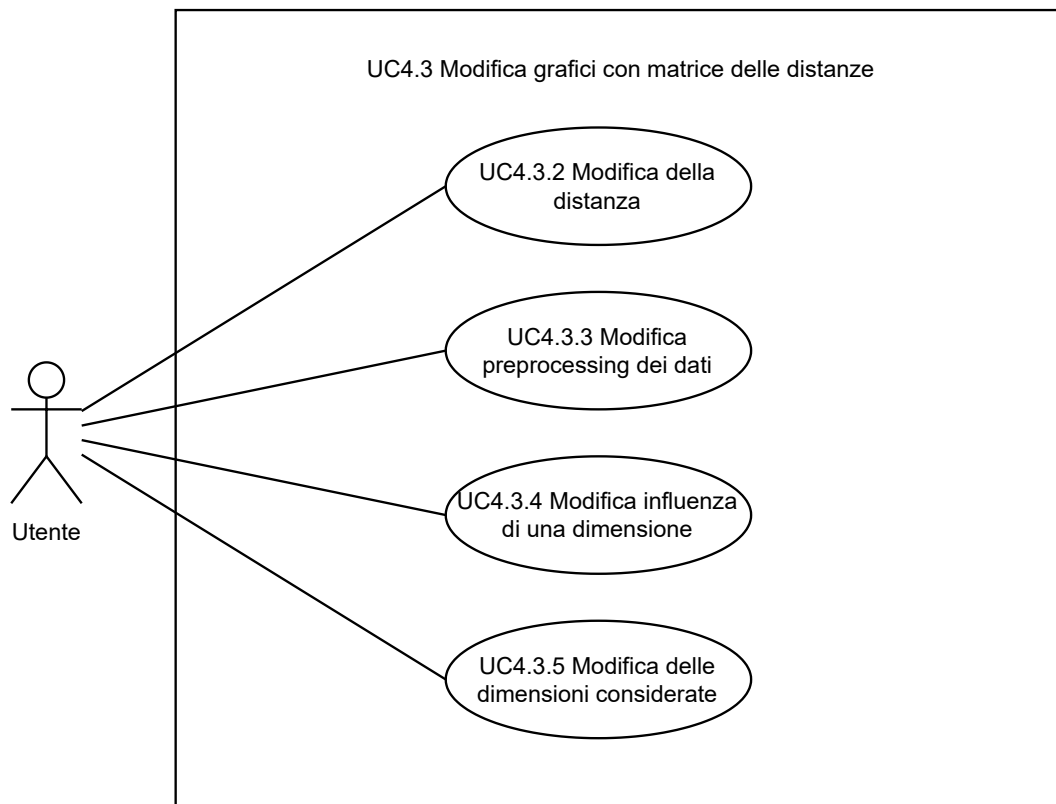 UC4.3 Modifica grafici con matrice delle distanze
UC4.3.2 Modifica della
distanza
UC4.3.3 Modifica
preprocessing dei dati
UC4.3.4 Modifica influenza
di una dimensione
Utente
UC4.3.5 Modifica delle
dimensioni considerate